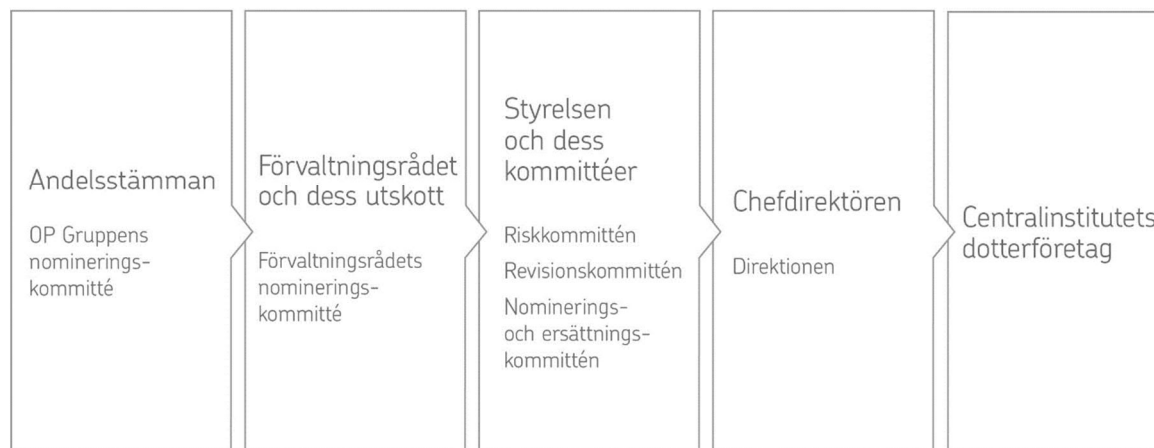 Andelsstämman
OP Gruppens
nominerings-
kommitté
Förvaltningsrådet
och dess utskott
Förvaltningsrådets
nominerings-
kommitté
Styrelsen
och dess
kommittéer
Riskkommittén
Revisionskommittén
Nominerings-
och ersättnings-
kommittén
Chefdirektören
Direktionen
Centralinstitutets
dotterföretag